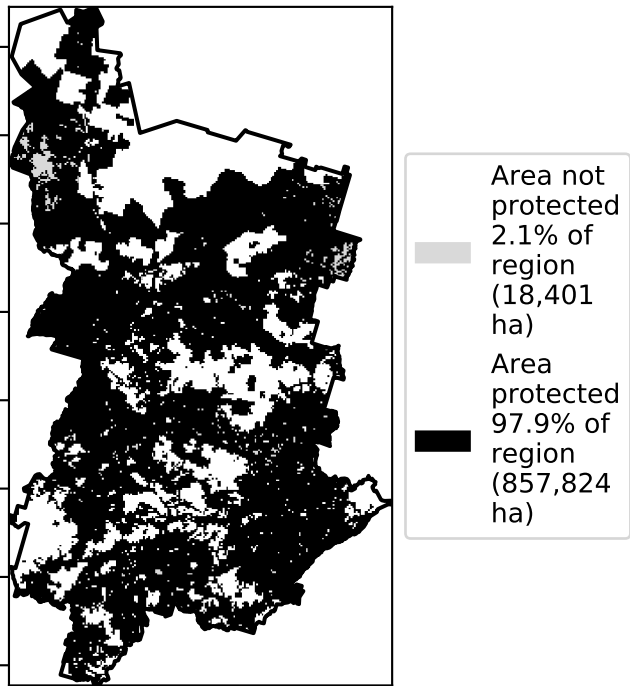 Area not
protected
2.1% of
region
(18,401
ha)
Area
protected
97.9% of
region
(857,824
ha)